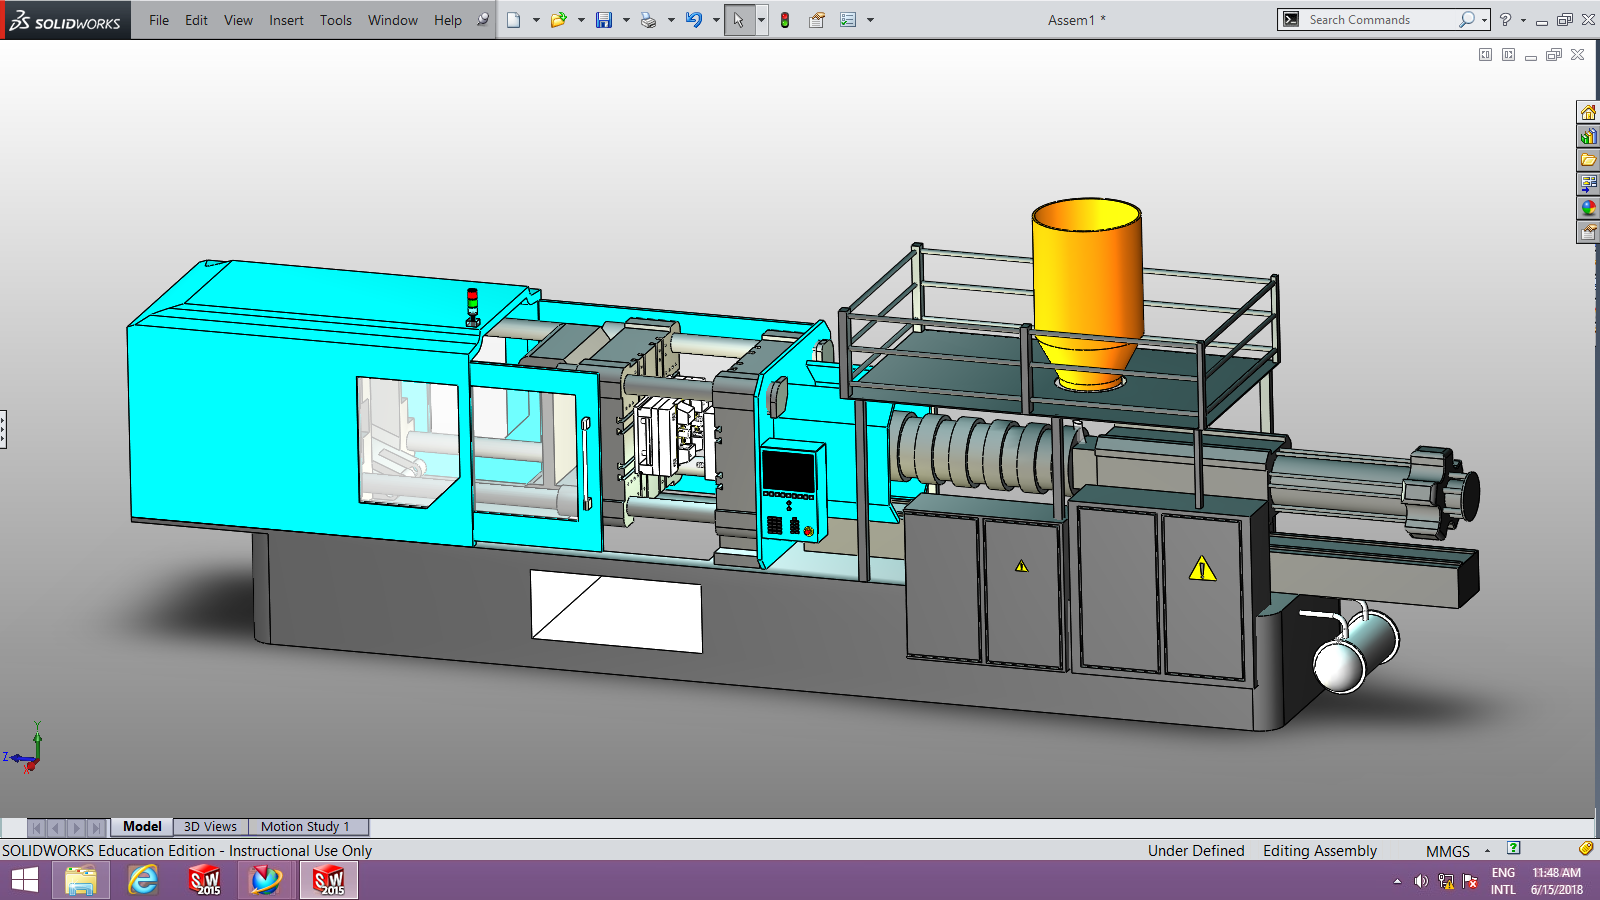 SOLIDWORKS File Edit View Insert Tools Window Help Assem1 * Search Commands ?
Model 3D Views Motion Study 1
SOLIDWORKS Education Edition - Instructional Use Only Under Defined Editing Assembly MMGS ?
Y
Z
X
SW 2015 SW 2015 ENG 11:48 AM
INTL 6/15/2018